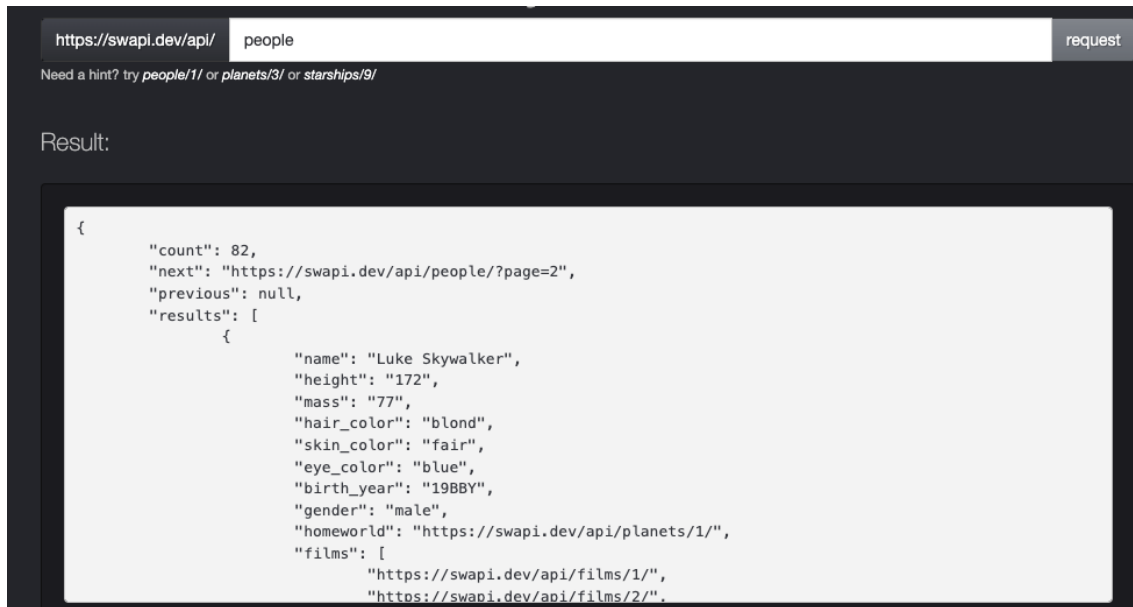 https://swapi.dev/api/ people request
Need a hint? try people/1/ or planets/3/ or starships/9/
Result:
{
"count": 82,
"next": "https://swapi.dev/api/people/?page=2",
"previous": null,
"results": [
{
"name": "Luke Skywalker",
"height": "172",
"mass": "77",
"hair_color": "blond",
"skin_color": "fair",
"eye_color": "blue",
"birth_year": "19BBY",
"gender": "male",
"homeworld": "https://swapi.dev/api/planets/1/",
"films": [
"https://swapi.dev/api/films/1/",
"https://swapi.dev/api/films/2/",